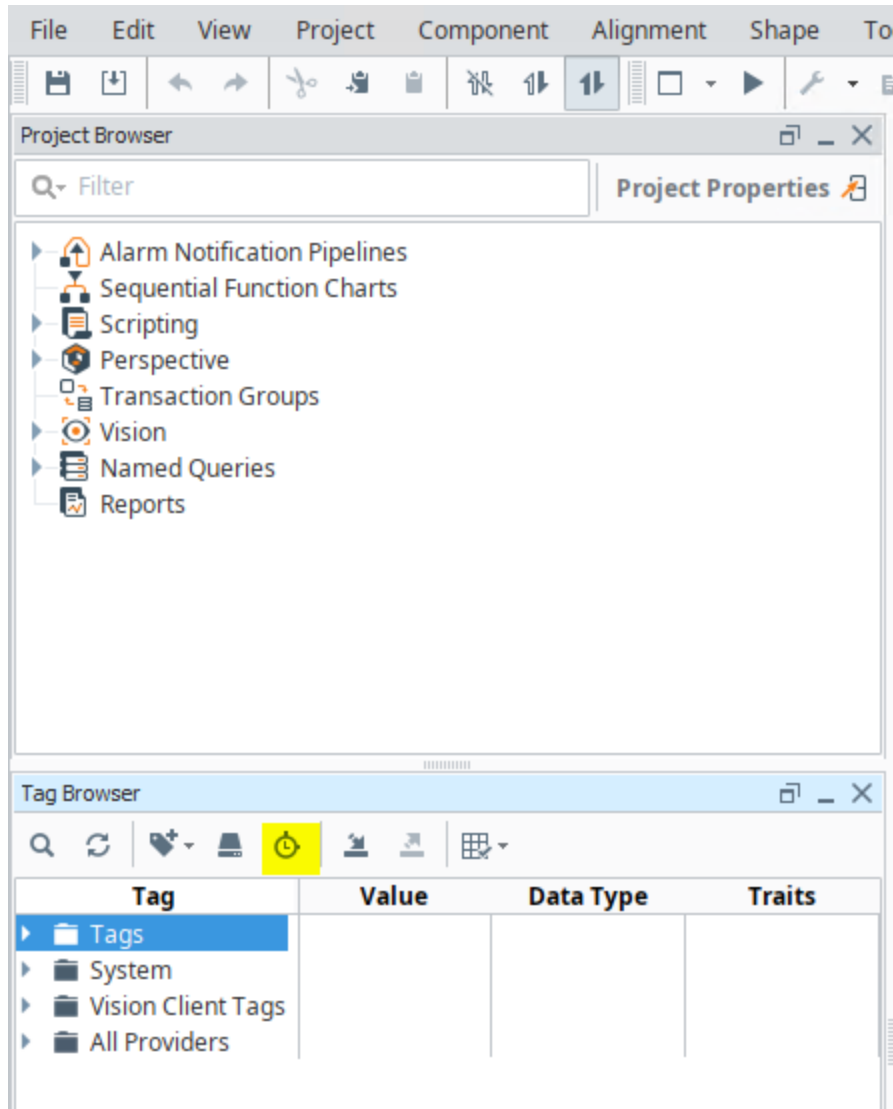 File Edit View Project Component Alignment Shape To
Project Browser
Filter Project Properties
Alarm Notification Pipelines
Sequential Function Charts
Scripting
Perspective
Transaction Groups
Vision
Named Queries
Reports
Tag Browser
Tag Value Data Type Traits
Tags
System
Vision Client Tags
All Providers